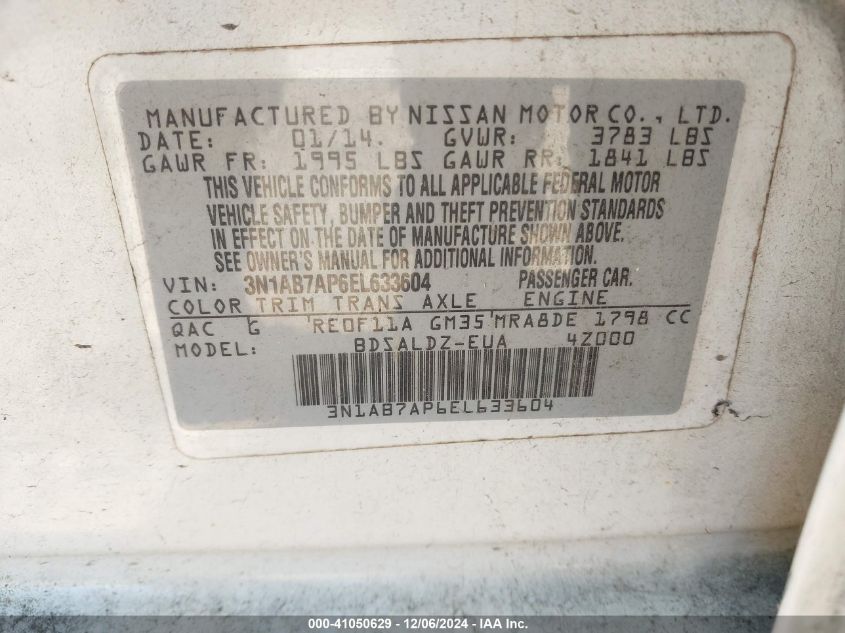 MANUFACTURED BY NISSAN MOTOR CO., LTD.
DATE: 01/14. GVWR: 3783 LBS
GAWR FR: 1995 LBS GAWR RR: 1841 LBS
THIS VEHICLE CONFORMS TO ALL APPLICABLE FEDERAL MOTOR
VEHICLE SAFETY, BUMPER AND THEFT PREVENTION STANDARDS
IN EFFECT ON THE DATE OF MANUFACTURE SHOWN ABOVE.
SEE OWNER'S MANUAL FOR ADDITIONAL INFORMATION.
VIN: 3N1AB7AP6EL633604 PASSENGER CAR.
COLOR TRIM TRANS AXLE ENGINE
QAC G RE0F11A GM35 MRA8DE 1798 CC
MODEL: BDSALDZ-EUA 4Z000
3N1AB7AP6EL633604
000-41050629 - 12/06/2024 - IAA Inc.